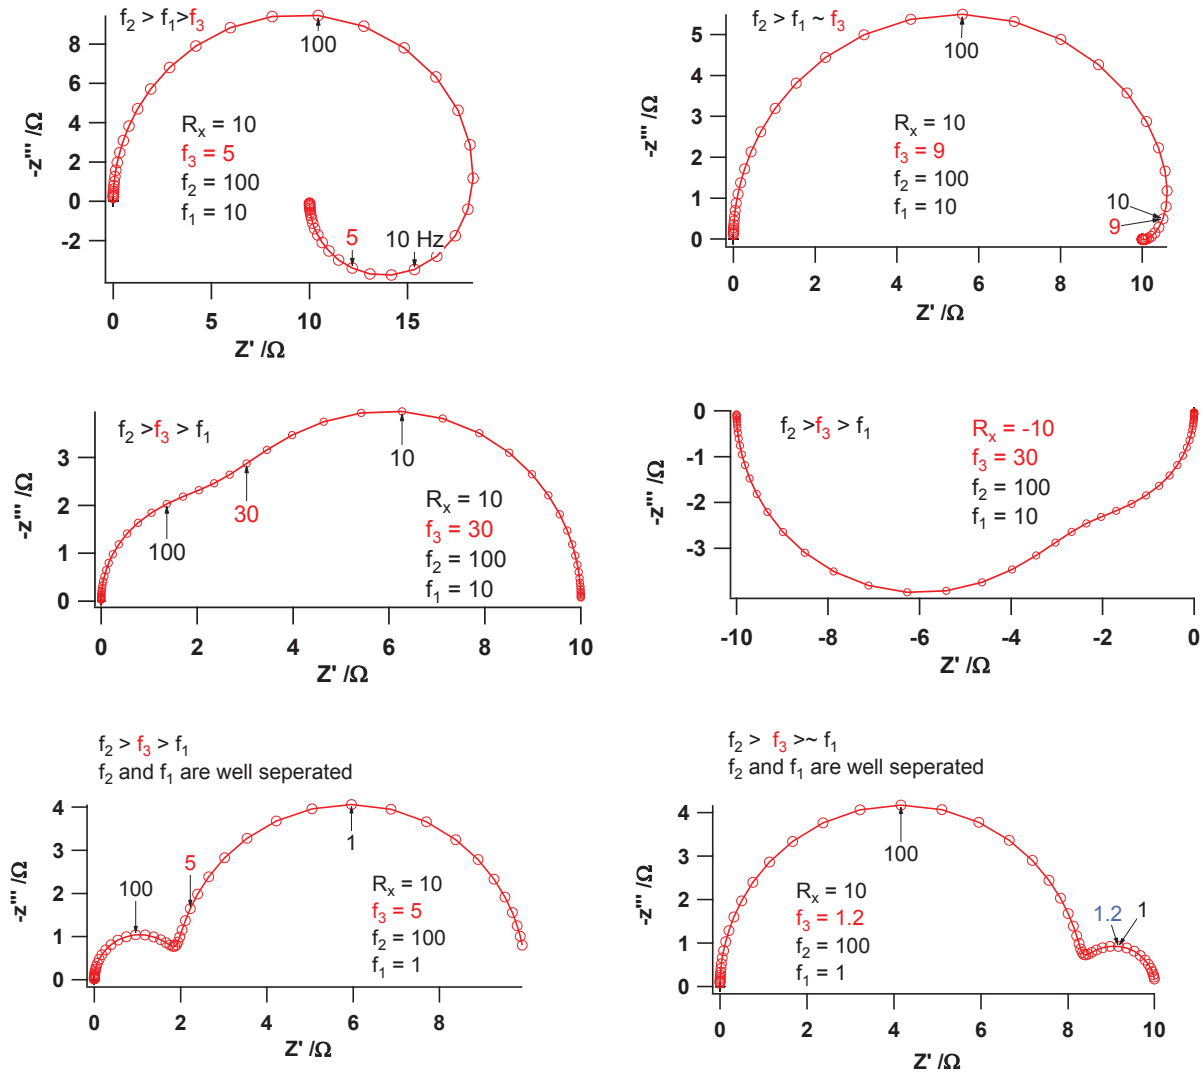 f₂ > f₁>f₃
8
6
4
2
0
-2
-z''' /Ω
100
Rₓ = 10
f₃ = 5
f₂ = 100
f₁ = 10
5
10 Hz
0
5
10
15
Z' /Ω
f₂ > f₁ ~ f₃
5
4
3
2
1
0
-z''' /Ω
100
Rₓ = 10
f₃ = 9
f₂ = 100
f₁ = 10
10
9
0
2
4
6
8
10
Z' /Ω
f₂ >f₃ > f₁
3
2
1
0
-z''' /Ω
10
30
100
Rₓ = 10
f₃ = 30
f₂ = 100
f₁ = 10
0
2
4
6
8
10
Z' /Ω
f₂ >f₃ > f₁
0
-1
-2
-3
-z''' /Ω
Rₓ = -10
f₃ = 30
f₂ = 100
f₁ = 10
-10
-8
-6
-4
-2
0
Z' /Ω
f₂ > f₃ > f₁
f₂ and f₁ are well seperated
4
3
2
1
0
-z''' /Ω
100
5
1
Rₓ = 10
f₃ = 5
f₂ = 100
f₁ = 1
0
2
4
6
8
Z' /Ω
f₂ > f₃ >~ f₁
f₂ and f₁ are well seperated
4
3
2
1
0
-z''' /Ω
100
Rₓ = 10
f₃ = 1.2
f₂ = 100
f₁ = 1
1.2
1
0
2
4
6
8
10
Z' /Ω